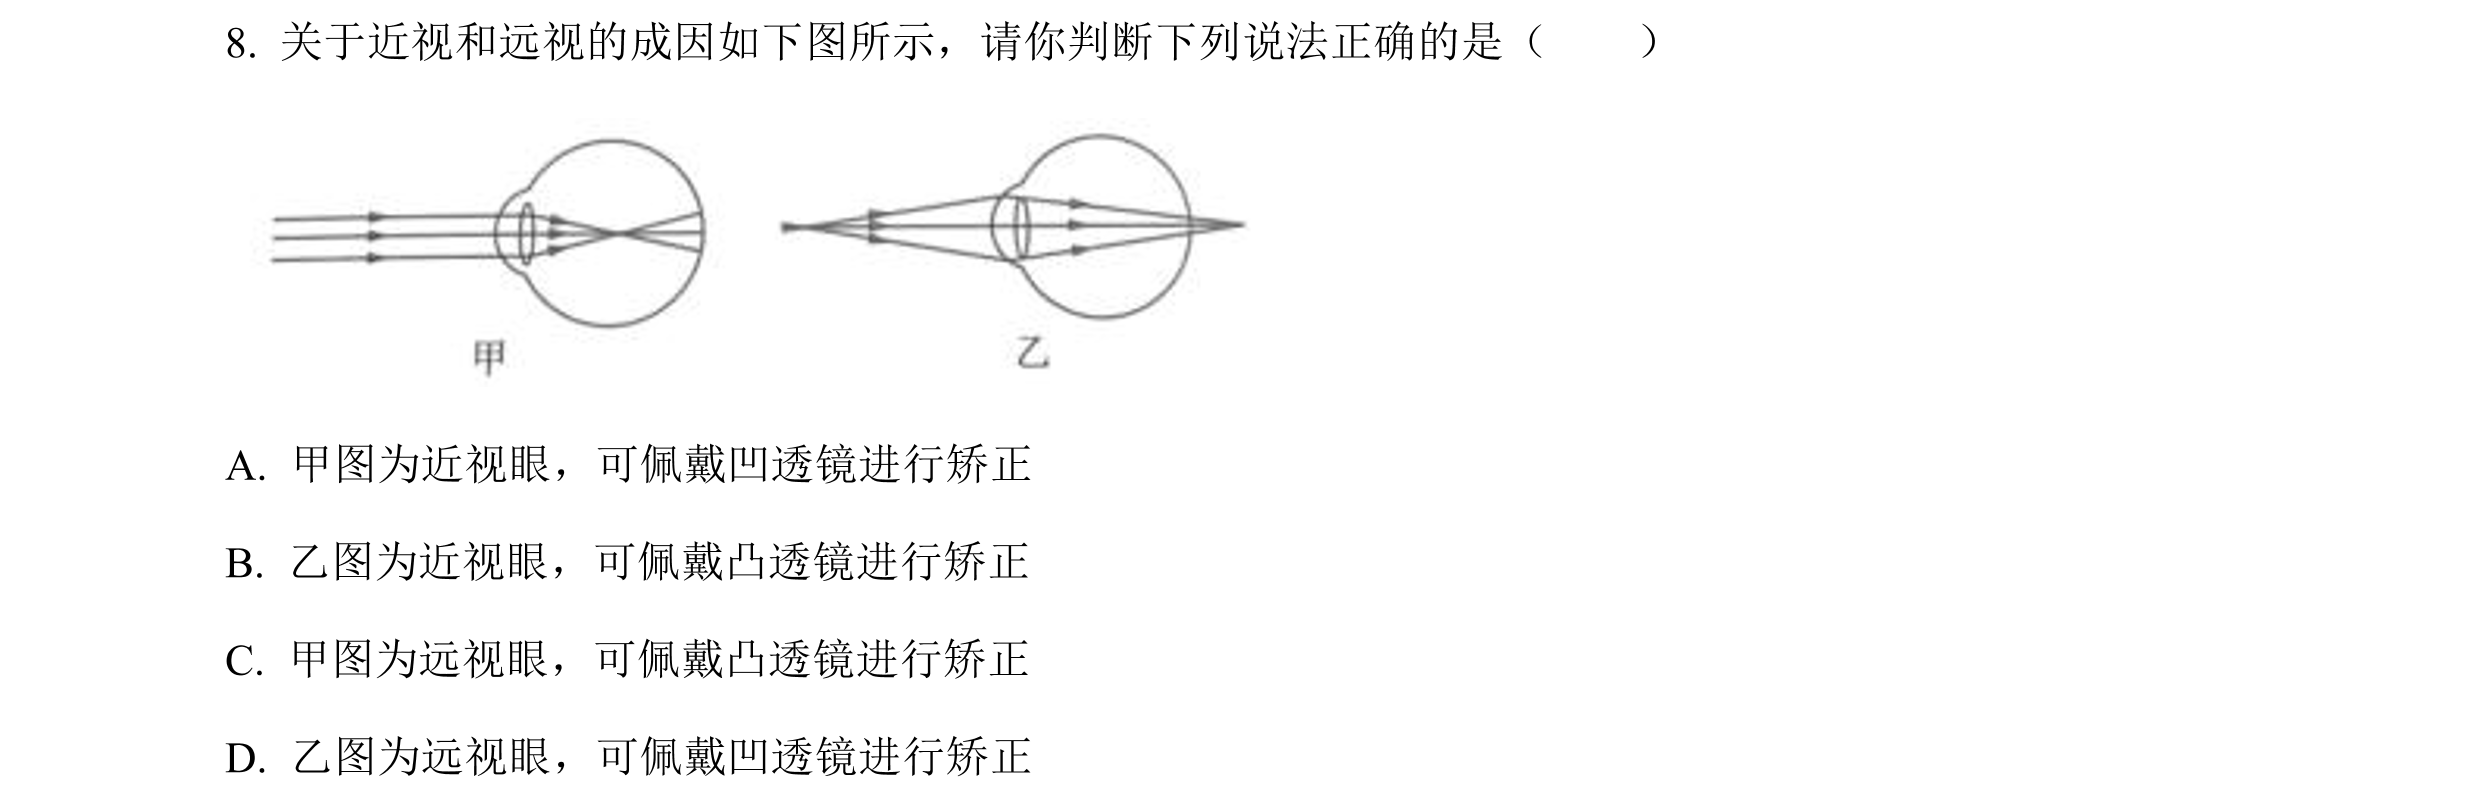 8. 关于近视和远视的成因如下图所示，请你判断下列说法正确的是（　　）
甲 乙
A. 甲图为近视眼，可佩戴凹透镜进行矫正
B. 乙图为近视眼，可佩戴凸透镜进行矫正
C. 甲图为远视眼，可佩戴凸透镜进行矫正
D. 乙图为远视眼，可佩戴凹透镜进行矫正